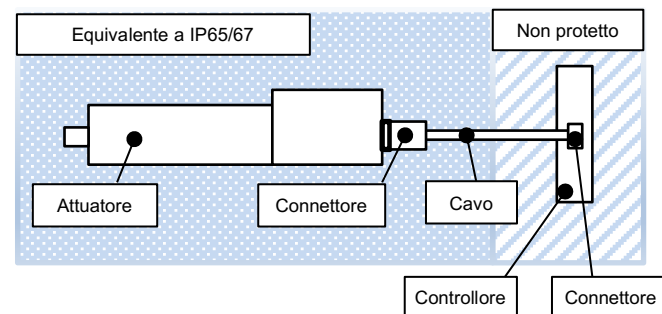 Equivalente a IP65/67
Non protetto
Attuatore
Connettore
Cavo
Controllore
Connettore